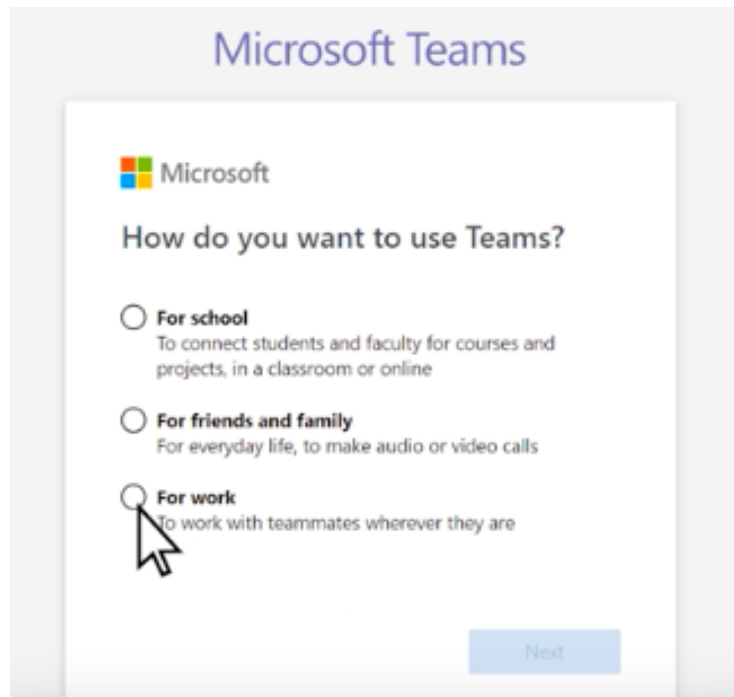 Microsoft Teams
Microsoft
How do you want to use Teams?
For school
To connect students and faculty for courses and
projects, in a classroom or online
For friends and family
For everyday life, to make audio or video calls
For work
To work with teammates wherever they are
Next